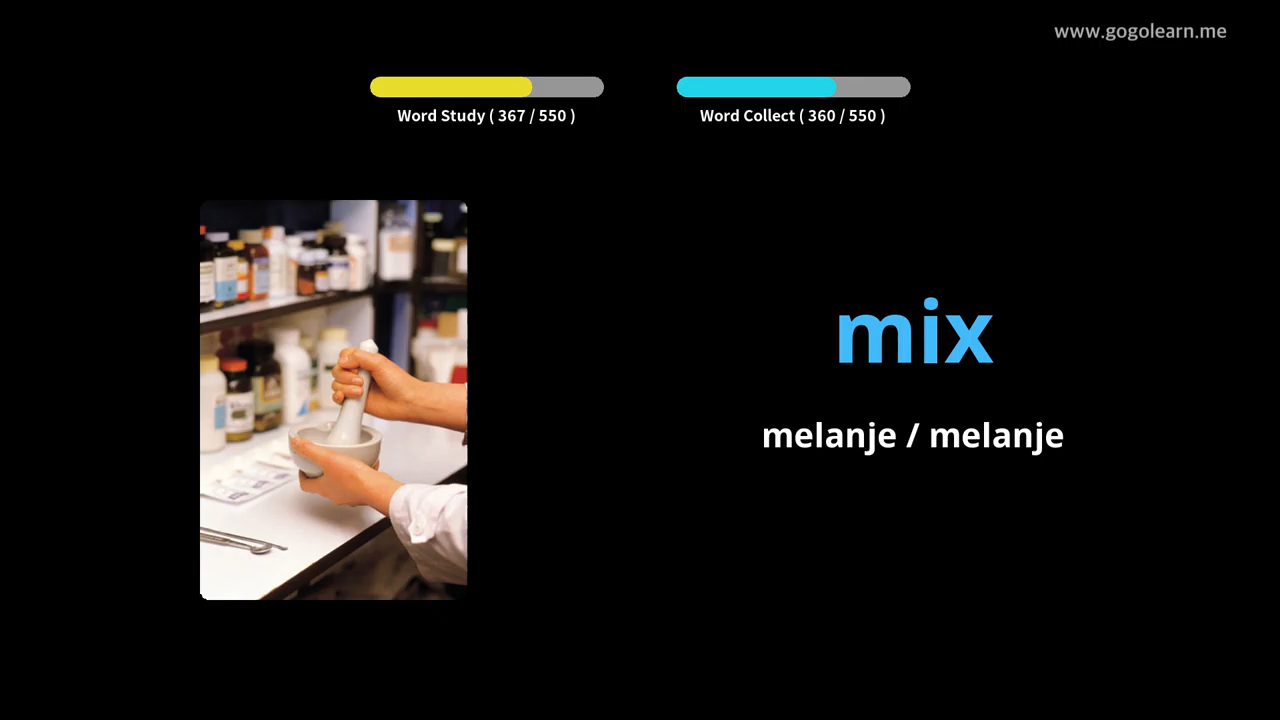 www.gogolearn.me
Word Study ( 367 / 550 )
Word Collect ( 360 / 550 )
mix
melanje / melanje